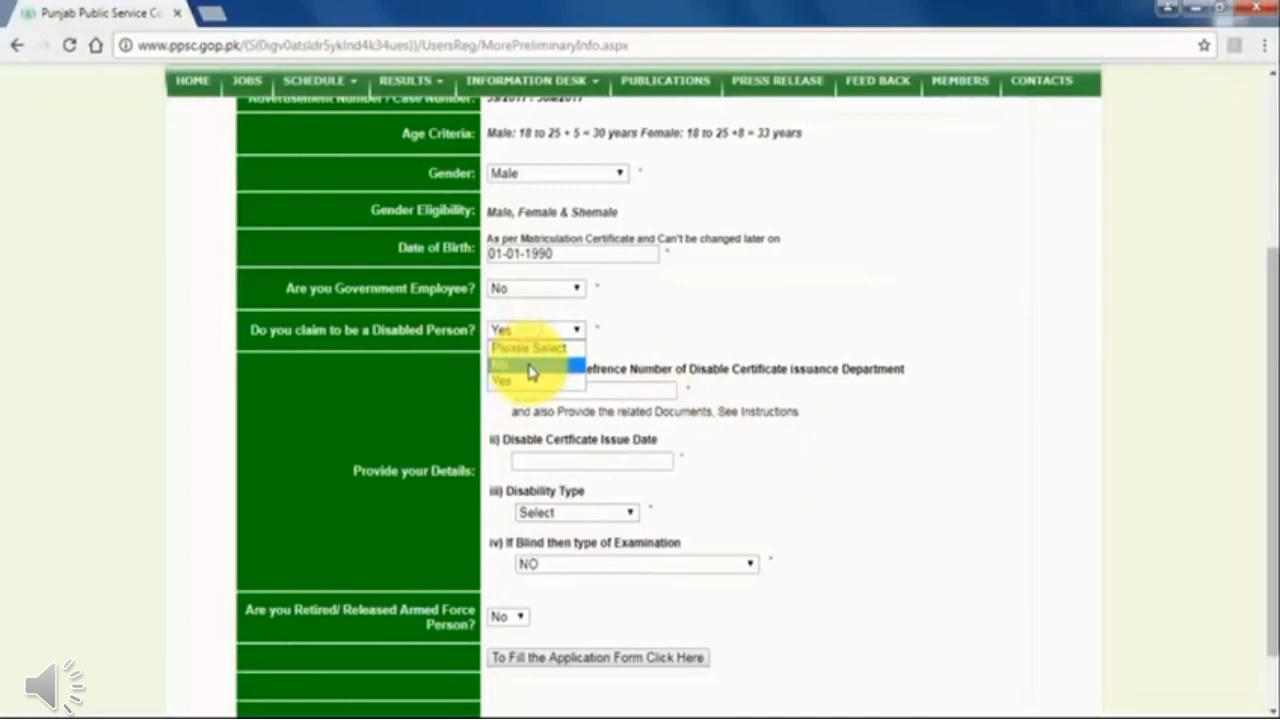 Punjab Public Service Co
www.ppsc.gop.pk/(S(0igv0atsldr5yklnd4k34ues))/UsersReg/MorePreliminaryInfo.aspx
HOME JOBS SCHEDULE RESULTS INFORMATION DESK PUBLICATIONS PRESS RELEASE FEED BACK MEMBERS CONTACTS
Advertisement Number / Case Number:
Age Criteria: Male: 18 to 25 + 5 = 30 years Female: 18 to 25 +8 = 33 years
Gender: Male *
Gender Eligibility: Male, Female & Shemale
As per Matriculation Certificate and Can't be changed later on
Date of Birth: 01-01-1990 *
Are you Government Employee? No *
Do you claim to be a Disabled Person? Yes *
Please Select
No
Yes
efrence Number of Disable Certificate issuance Department
*
and also Provide the related Documents, See Instructions
ii) Disable Certficate Issue Date
*
Provide your Details:
iii) Disability Type
Select *
iv) If Blind then type of Examination
NO *
Are you Retired/ Released Armed Force
Person? No
To Fill the Application Form Click Here